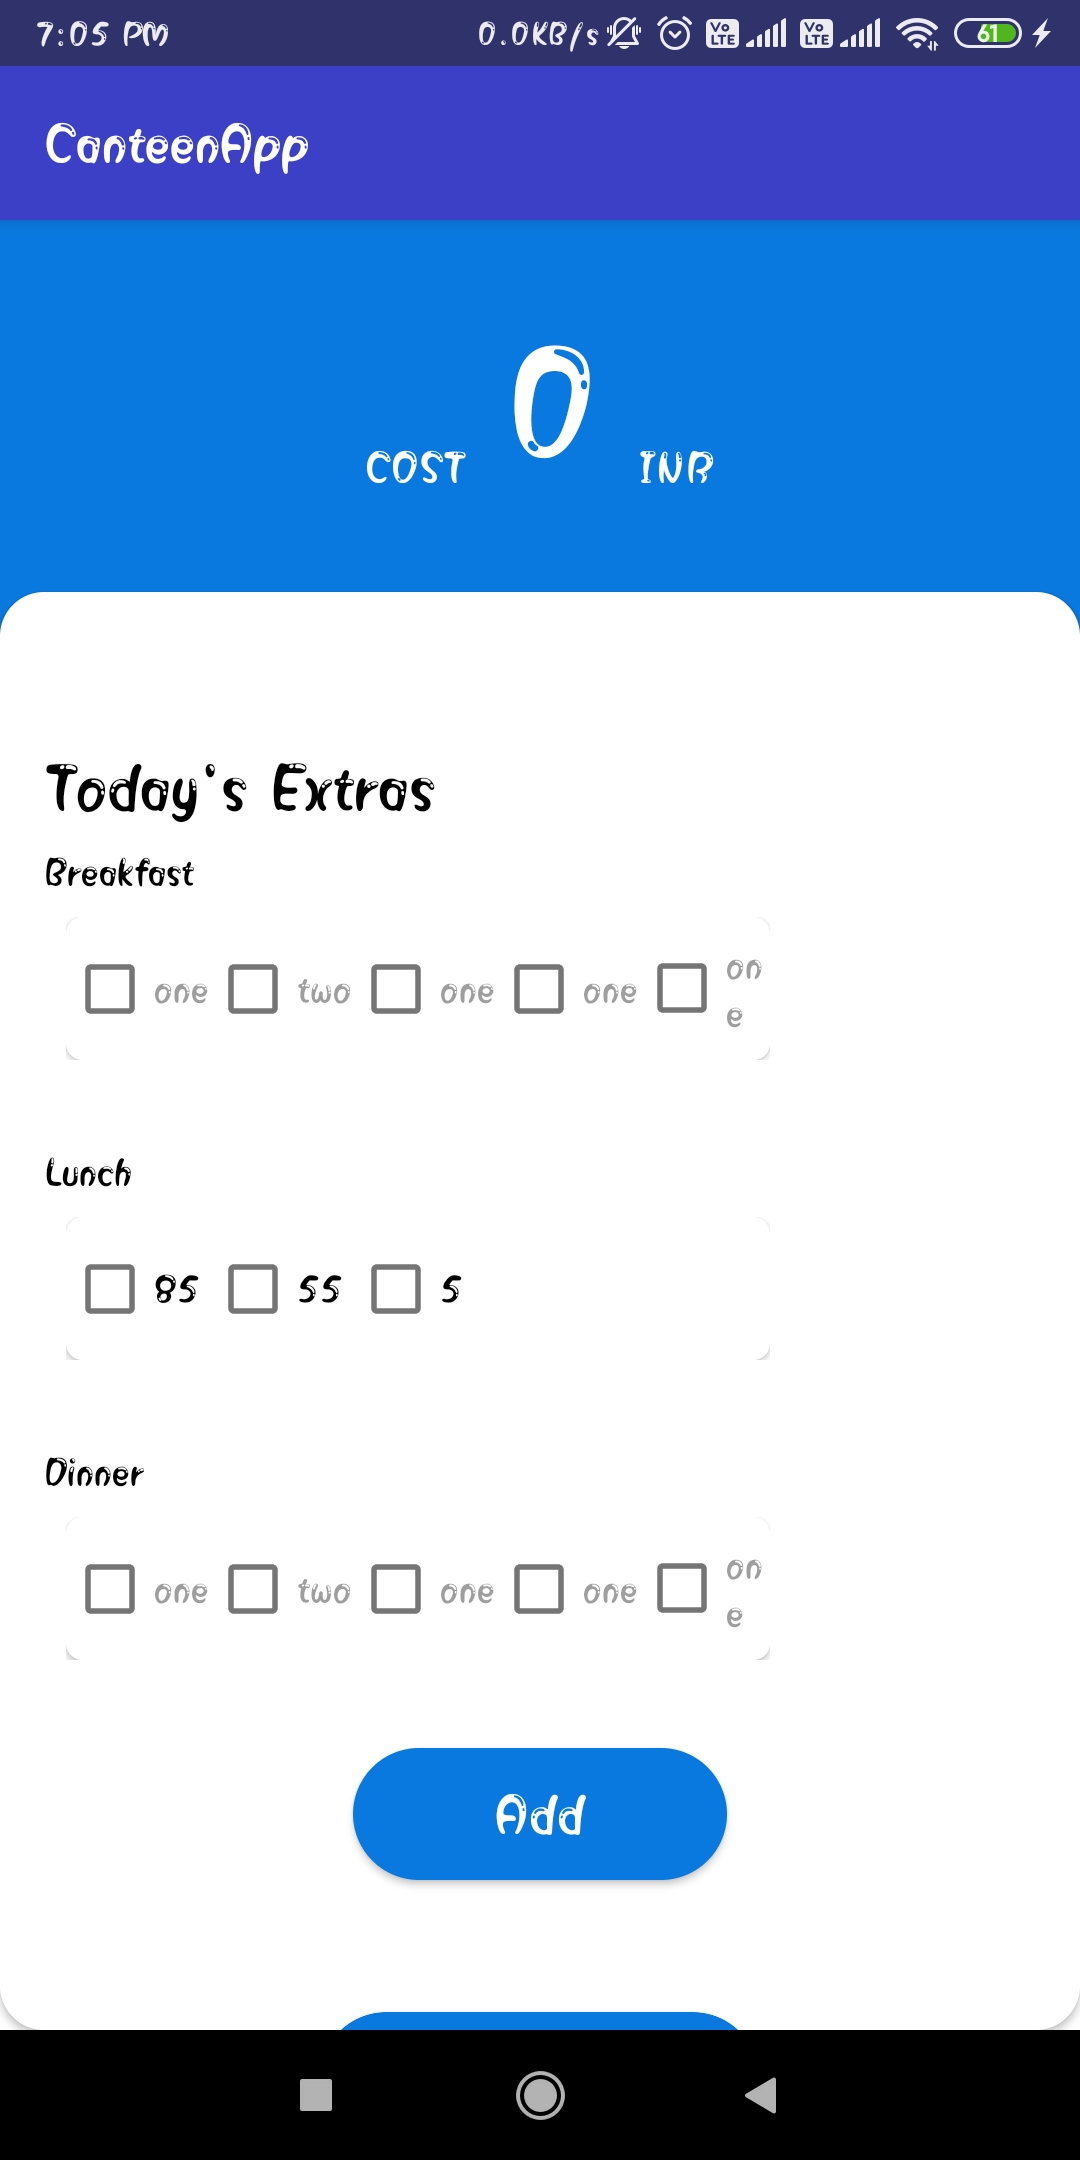 7:05 PM 0.0KB/s Vo LTE Vo LTE 61
CanteenApp
COST 0 INR
Today's Extras
Breakfast
one two one one on
e
Lunch
85 55 5
Dinner
one two one one on
e
Add